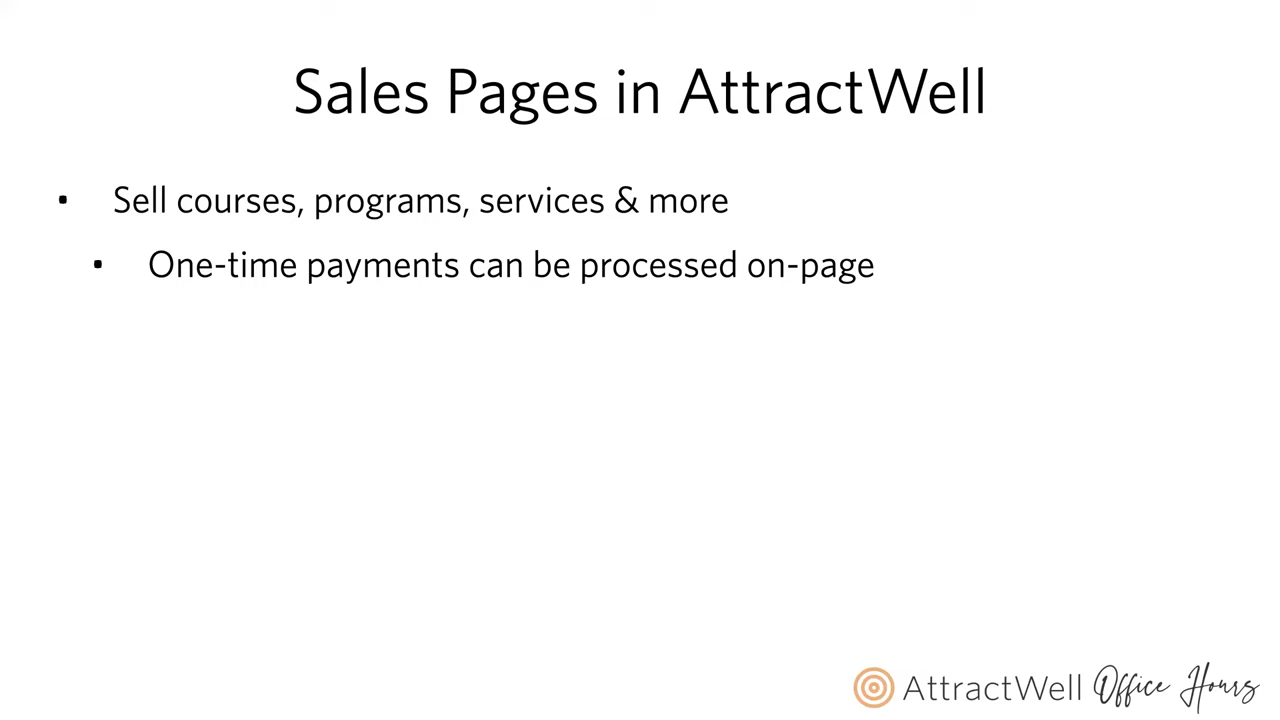 Sales Pages in AttractWell
• Sell courses, programs, services & more
• One-time payments can be processed on-page
AttractWell Office Hours